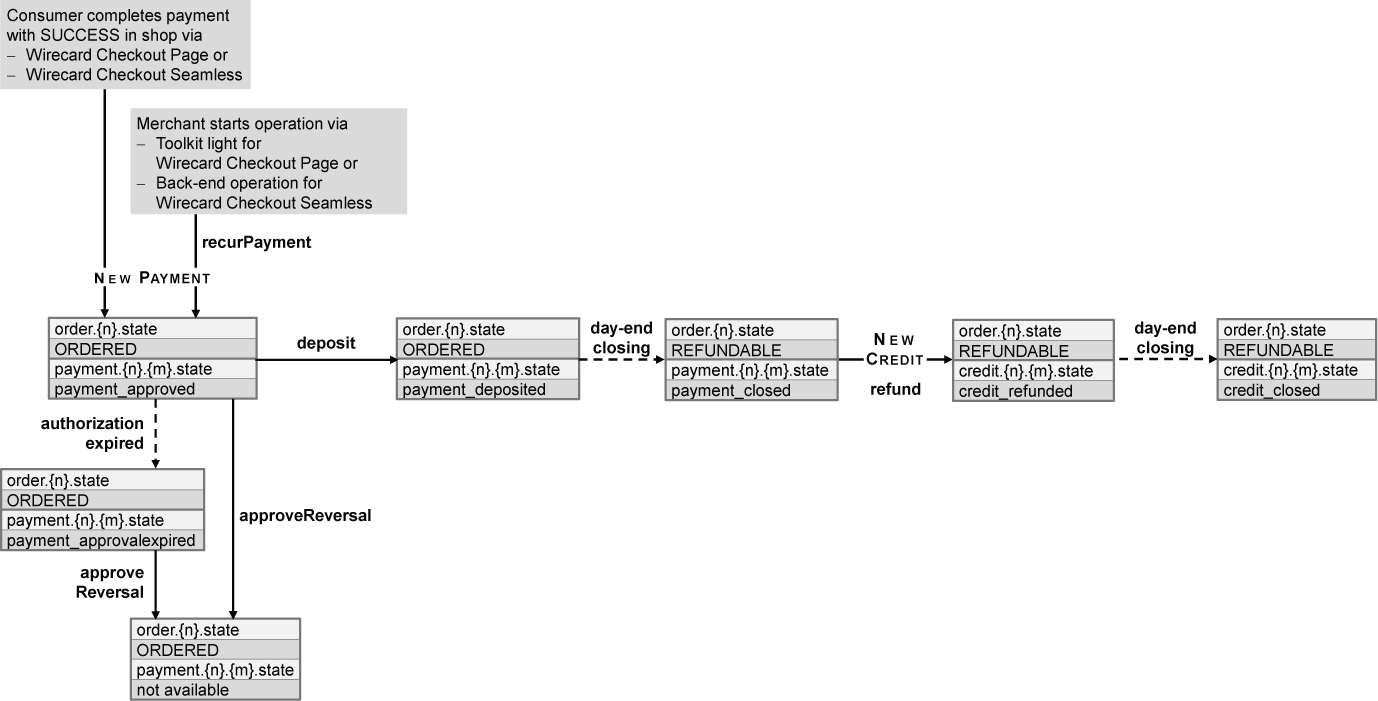 Consumer completes payment
with SUCCESS in shop via
– Wirecard Checkout Page or
– Wirecard Checkout Seamless
Merchant starts operation via
– Toolkit light for
Wirecard Checkout Page or
– Back-end operation for
Wirecard Checkout Seamless
recurPayment
NEW PAYMENT
order.{n}.state
ORDERED
payment.{n}.{m}.state
payment_approved
deposit
order.{n}.state
ORDERED
payment.{n}.{m}.state
payment_deposited
day-end
closing
order.{n}.state
REFUNDABLE
payment.{n}.{m}.state
payment_closed
NEW
CREDIT
refund
order.{n}.state
REFUNDABLE
credit.{n}.{m}.state
credit_refunded
day-end
closing
order.{n}.state
REFUNDABLE
credit.{n}.{m}.state
credit_closed
authorization
expired
order.{n}.state
ORDERED
payment.{n}.{m}.state
payment_approvalexpired
approveReversal
approve
Reversal
order.{n}.state
ORDERED
payment.{n}.{m}.state
not available